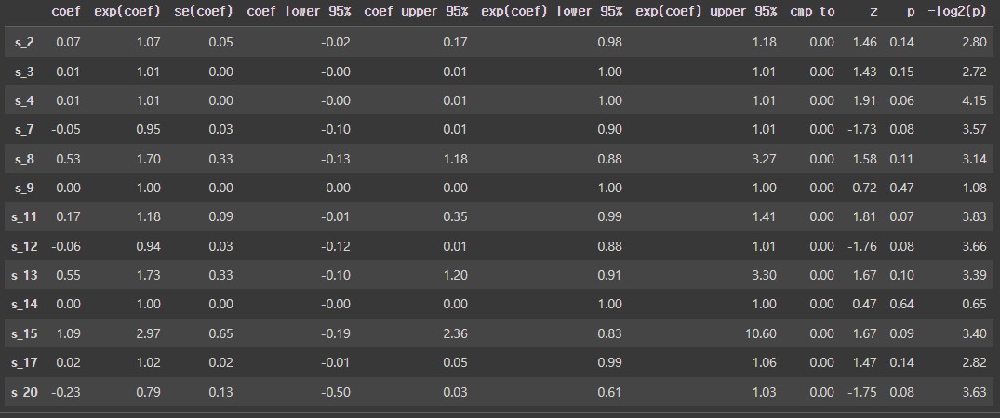 coef exp(coef) se(coef) coef lower 95% coef upper 95% exp(coef) lower 95% exp(coef) upper 95% cmp to z p -log2(p)
s_2 0.07 1.07 0.05 -0.02 0.17 0.98 1.18 0.00 1.46 0.14 2.80
s_3 0.01 1.01 0.00 -0.00 0.01 1.00 1.01 0.00 1.43 0.15 2.72
s_4 0.01 1.01 0.00 -0.00 0.01 1.00 1.01 0.00 1.91 0.06 4.15
s_7 -0.05 0.95 0.03 -0.10 0.01 0.90 1.01 0.00 -1.73 0.08 3.57
s_8 0.53 1.70 0.33 -0.13 1.18 0.88 3.27 0.00 1.58 0.11 3.14
s_9 0.00 1.00 0.00 -0.00 0.00 1.00 1.00 0.00 0.72 0.47 1.08
s_11 0.17 1.18 0.09 -0.01 0.35 0.99 1.41 0.00 1.81 0.07 3.83
s_12 -0.06 0.94 0.03 -0.12 0.01 0.88 1.01 0.00 -1.76 0.08 3.66
s_13 0.55 1.73 0.33 -0.10 1.20 0.91 3.30 0.00 1.67 0.10 3.39
s_14 0.00 1.00 0.00 -0.00 0.00 1.00 1.00 0.00 0.47 0.64 0.65
s_15 1.09 2.97 0.65 -0.19 2.36 0.83 10.60 0.00 1.67 0.09 3.40
s_17 0.02 1.02 0.02 -0.01 0.05 0.99 1.06 0.00 1.47 0.14 2.82
s_20 -0.23 0.79 0.13 -0.50 0.03 0.61 1.03 0.00 -1.75 0.08 3.63